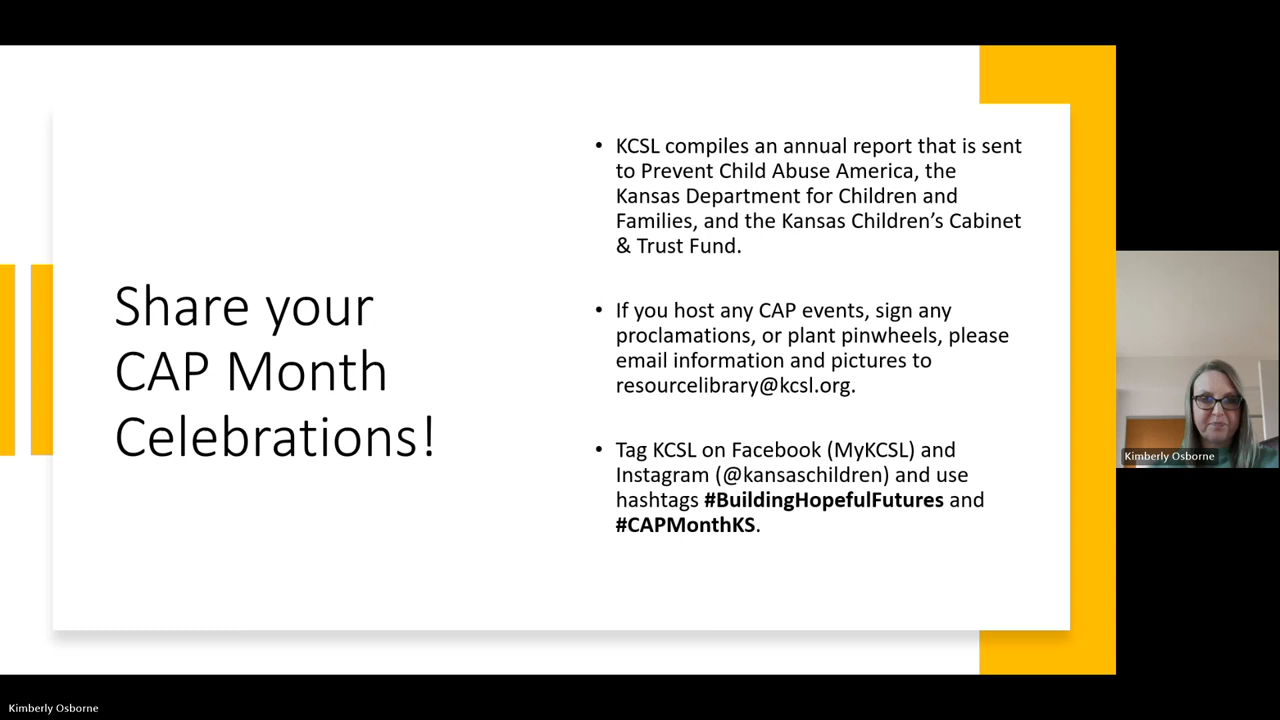 Share your
CAP Month
Celebrations!
• KCSL compiles an annual report that is sent
to Prevent Child Abuse America, the
Kansas Department for Children and
Families, and the Kansas Children’s Cabinet
& Trust Fund.
• If you host any CAP events, sign any
proclamations, or plant pinwheels, please
email information and pictures to
resourcelibrary@kcsl.org.
• Tag KCSL on Facebook (MyKCSL) and
Instagram (@kansaschildren) and use
hashtags #BuildingHopefulFutures and
#CAPMonthKS.
Kimberly Osborne
Kimberly Osborne